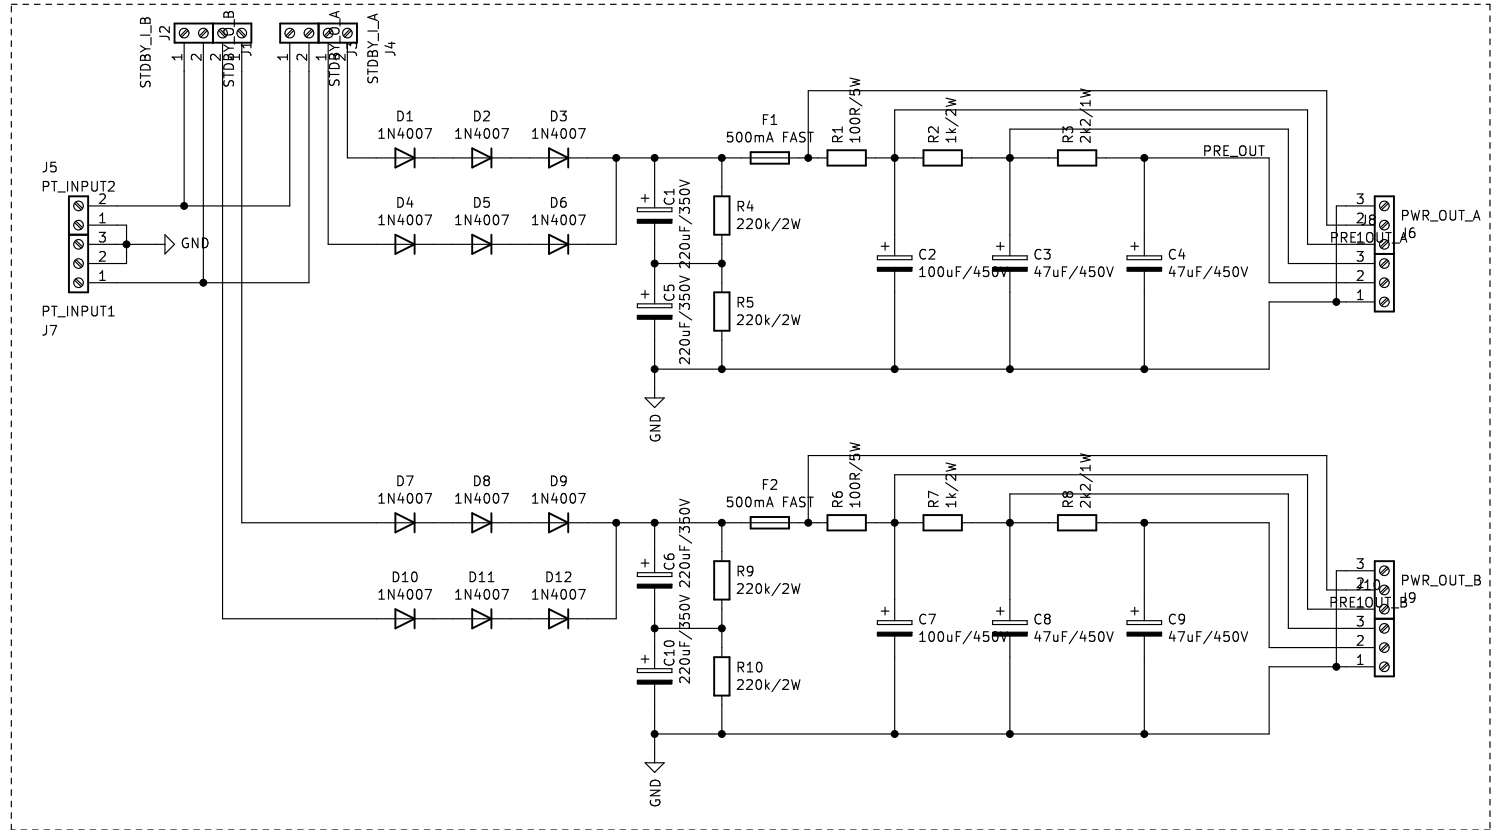 STDBY_I_B
J2
STDBY_O_B
J1
STDBY_O_A
J3
STDBY_I_A
J4
1
2
2
1
1
2
1
2
J5
PT_INPUT2
2
1
3
2
1
GND
PT_INPUT1
J7
D1
1N4007
D2
1N4007
D3
1N4007
D4
1N4007
D5
1N4007
D6
1N4007
F1
500mA FAST
R1
100R/5W
R2
1k/2W
R3
2k2/1W
PRE_OUT
C1
220uF/350V
R4
220k/2W
C5
220uF/350V
R5
220k/2W
C2
100uF/450V
C3
47uF/450V
C4
47uF/450V
3
2
1
PWR_OUT_A
J6
J8
PRE_OUT_A
3
2
1
GND
D7
1N4007
D8
1N4007
D9
1N4007
D10
1N4007
D11
1N4007
D12
1N4007
F2
500mA FAST
R6
100R/5W
R7
1k/2W
R8
2k2/1W
C6
220uF/350V
R9
220k/2W
C10
220uF/350V
R10
220k/2W
C7
100uF/450V
C8
47uF/450V
C9
47uF/450V
3
2
1
PWR_OUT_B
J9
J10
PRE_OUT_B
3
2
1
GND